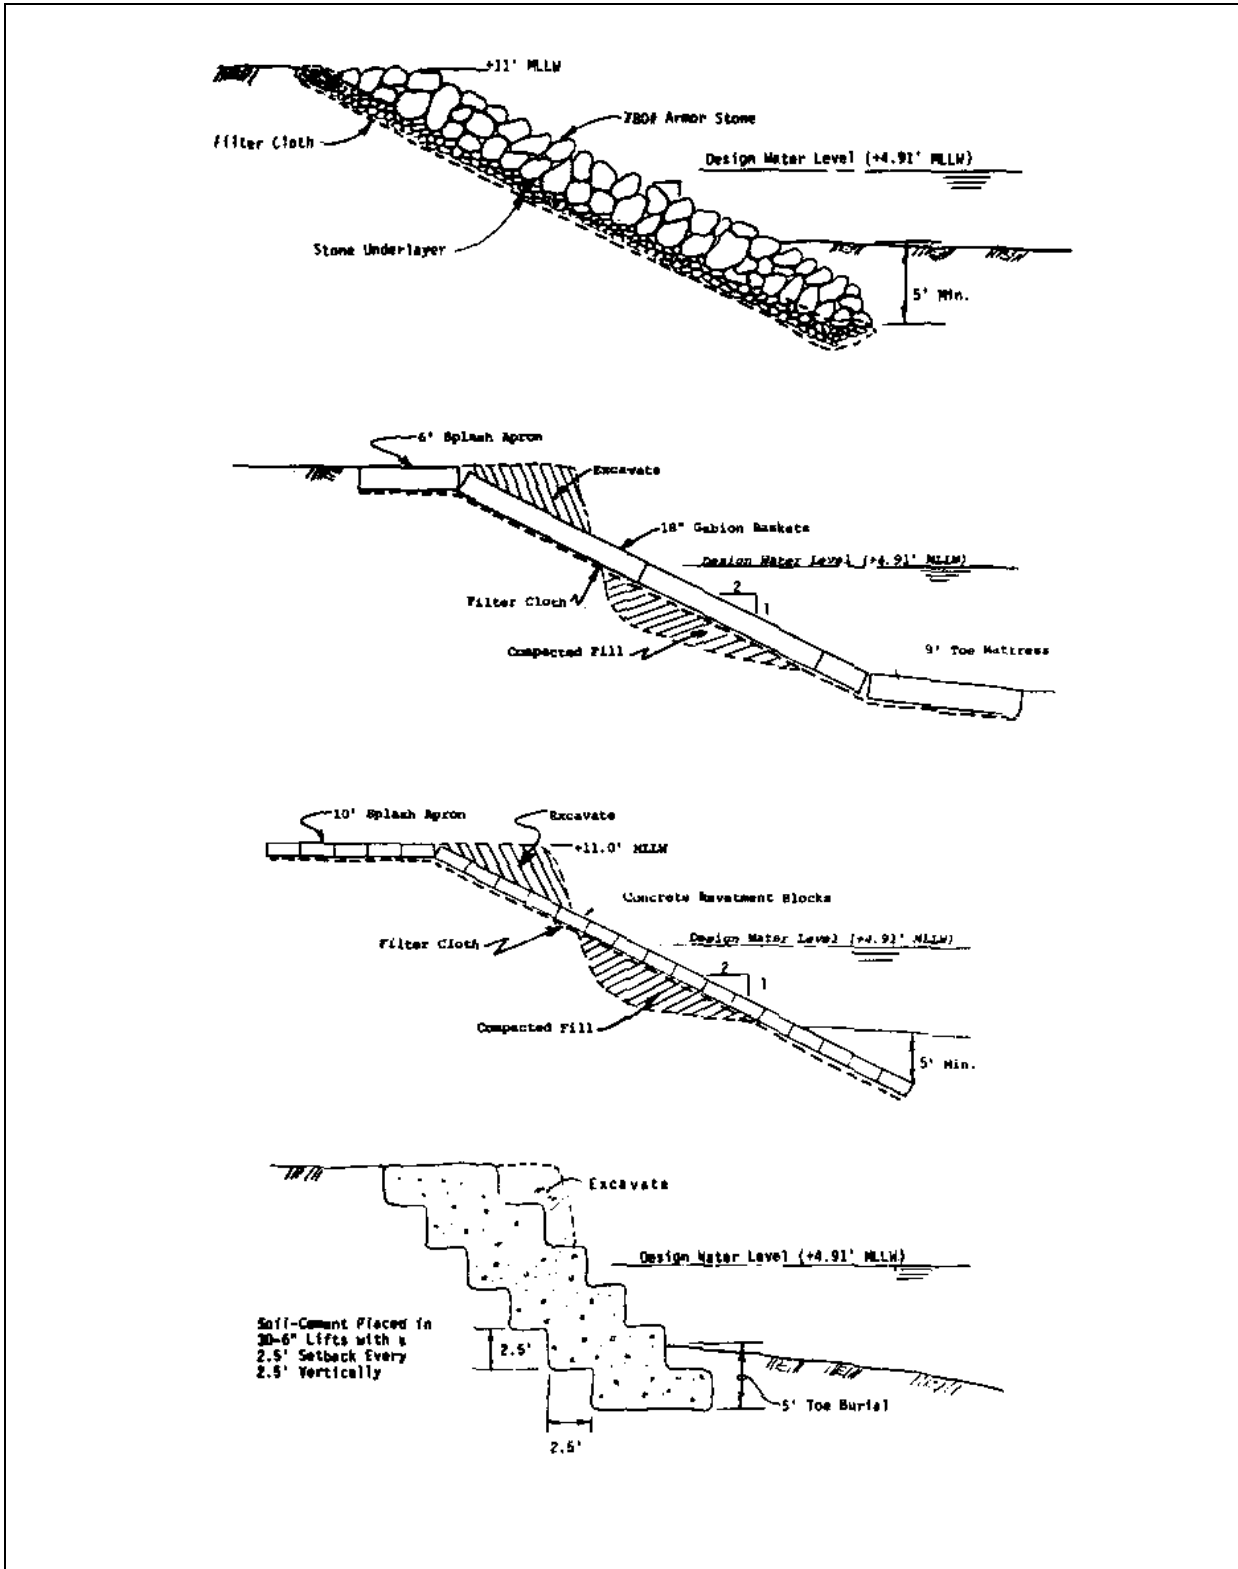 +11' MLLW
780# Armor Stone
Filter Cloth
Design Water Level (+4.91' MLLW)
Stone Underlayer
5' Min.
6' Splash Apron
Excavate
18" Gabion Baskets
Design Water Level (+4.91' MLLW)
2
1
Filter Cloth
Compacted Fill
9' Toe Mattress
10' Splash Apron
Excavate
+11.0' MLLW
Concrete Revetment Blocks
Filter Cloth
Design Water Level (+4.91' MLLW)
2
1
Compacted Fill
5' Min.
Excavate
Design Water Level (+4.91' MLLW)
Soil-Cement Placed in
30-6" Lifts with a
2.5' Setback Every
2.5' Vertically
2.5'
5' Toe Burial
2.5'